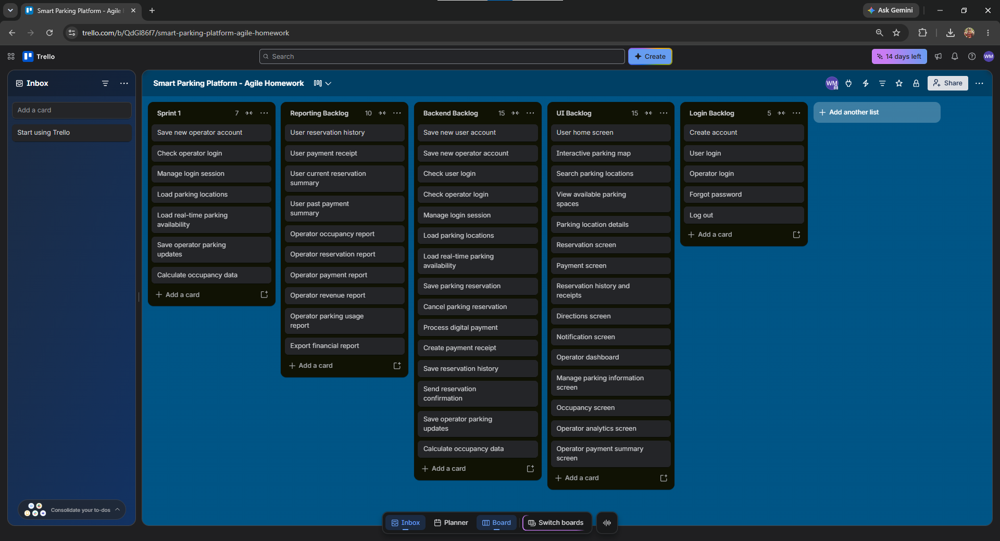 Smart Parking Platform - Agile
Ask Gemini
trello.com/b/QdGI86f7/smart-parking-platform-agile-homework
Trello
Search
Create
14 days left
WM
Inbox
Add a card
Start using Trello
Consolidate your to-dos
Smart Parking Platform - Agile Homework
WM
Share
Sprint 1
7
Save new operator account
Check operator login
Manage login session
Load parking locations
Load real-time parking
availability
Save operator parking
updates
Calculate occupancy data
Add a card
Reporting Backlog
10
User reservation history
User payment receipt
User current reservation
summary
User past payment
summary
Operator occupancy report
Operator reservation report
Operator payment report
Operator revenue report
Operator parking usage
report
Export financial report
Add a card
Backend Backlog
15
Save new user account
Save new operator account
Check user login
Check operator login
Manage login session
Load parking locations
Load real-time parking
availability
Save parking reservation
Cancel parking reservation
Process digital payment
Create payment receipt
Save reservation history
Send reservation
confirmation
Save operator parking
updates
Calculate occupancy data
Add a card
UI Backlog
15
User home screen
Interactive parking map
Search parking locations
View available parking
spaces
Parking location details
Reservation screen
Payment screen
Reservation history and
receipts
Directions screen
Notification screen
Operator dashboard
Manage parking information
screen
Occupancy screen
Operator analytics screen
Operator payment summary
screen
Add a card
Login Backlog
5
Create account
User login
Operator login
Forgot password
Log out
Add a card
Add another list
Inbox
Planner
Board
Switch boards